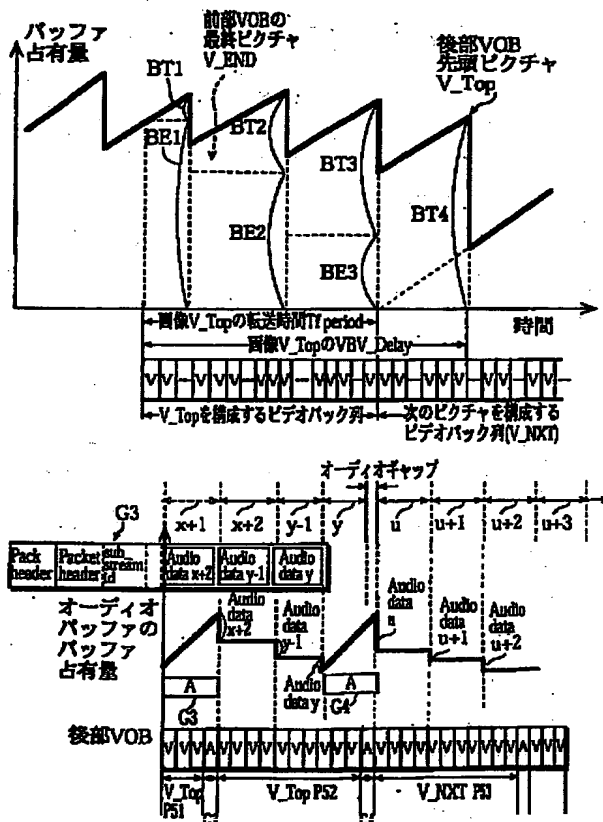 バッファ
占有量
前部VOBの
最終ピクチャ
V_END
後部VOB
先頭ピクチャ
V_Top
BT1
BE1
BT2
BT3
BT4
BE2
BE3
画像V_Topの転送時間Tf period
時間
画像V_TopのVBV_Delay
V V V V V V V V V V V V V V V V V V V V
V_Topを構成するビデオパック列
次のピクチャを構成する
ビデオパック列(V_NXT)
オーディオギャップ
G3
x+1 x+2 y-1 y u u+1 u+2 u+3
Pack header
Packet header
sub_stream id
Audio data x+2
Audio data y-1
Audio data y
オーディオ
バッファの
バッファ
占有量
Audio data x+2
Audio data y-1
Audio data y
Audio data u
Audio data u+1
Audio data u+2
A
G3
A
G4
後部VOB
V V V A V V V V V V V V V V A V V V V V V V V V V A V V V
V_Top P51
V_Top P52
V_NXT P53